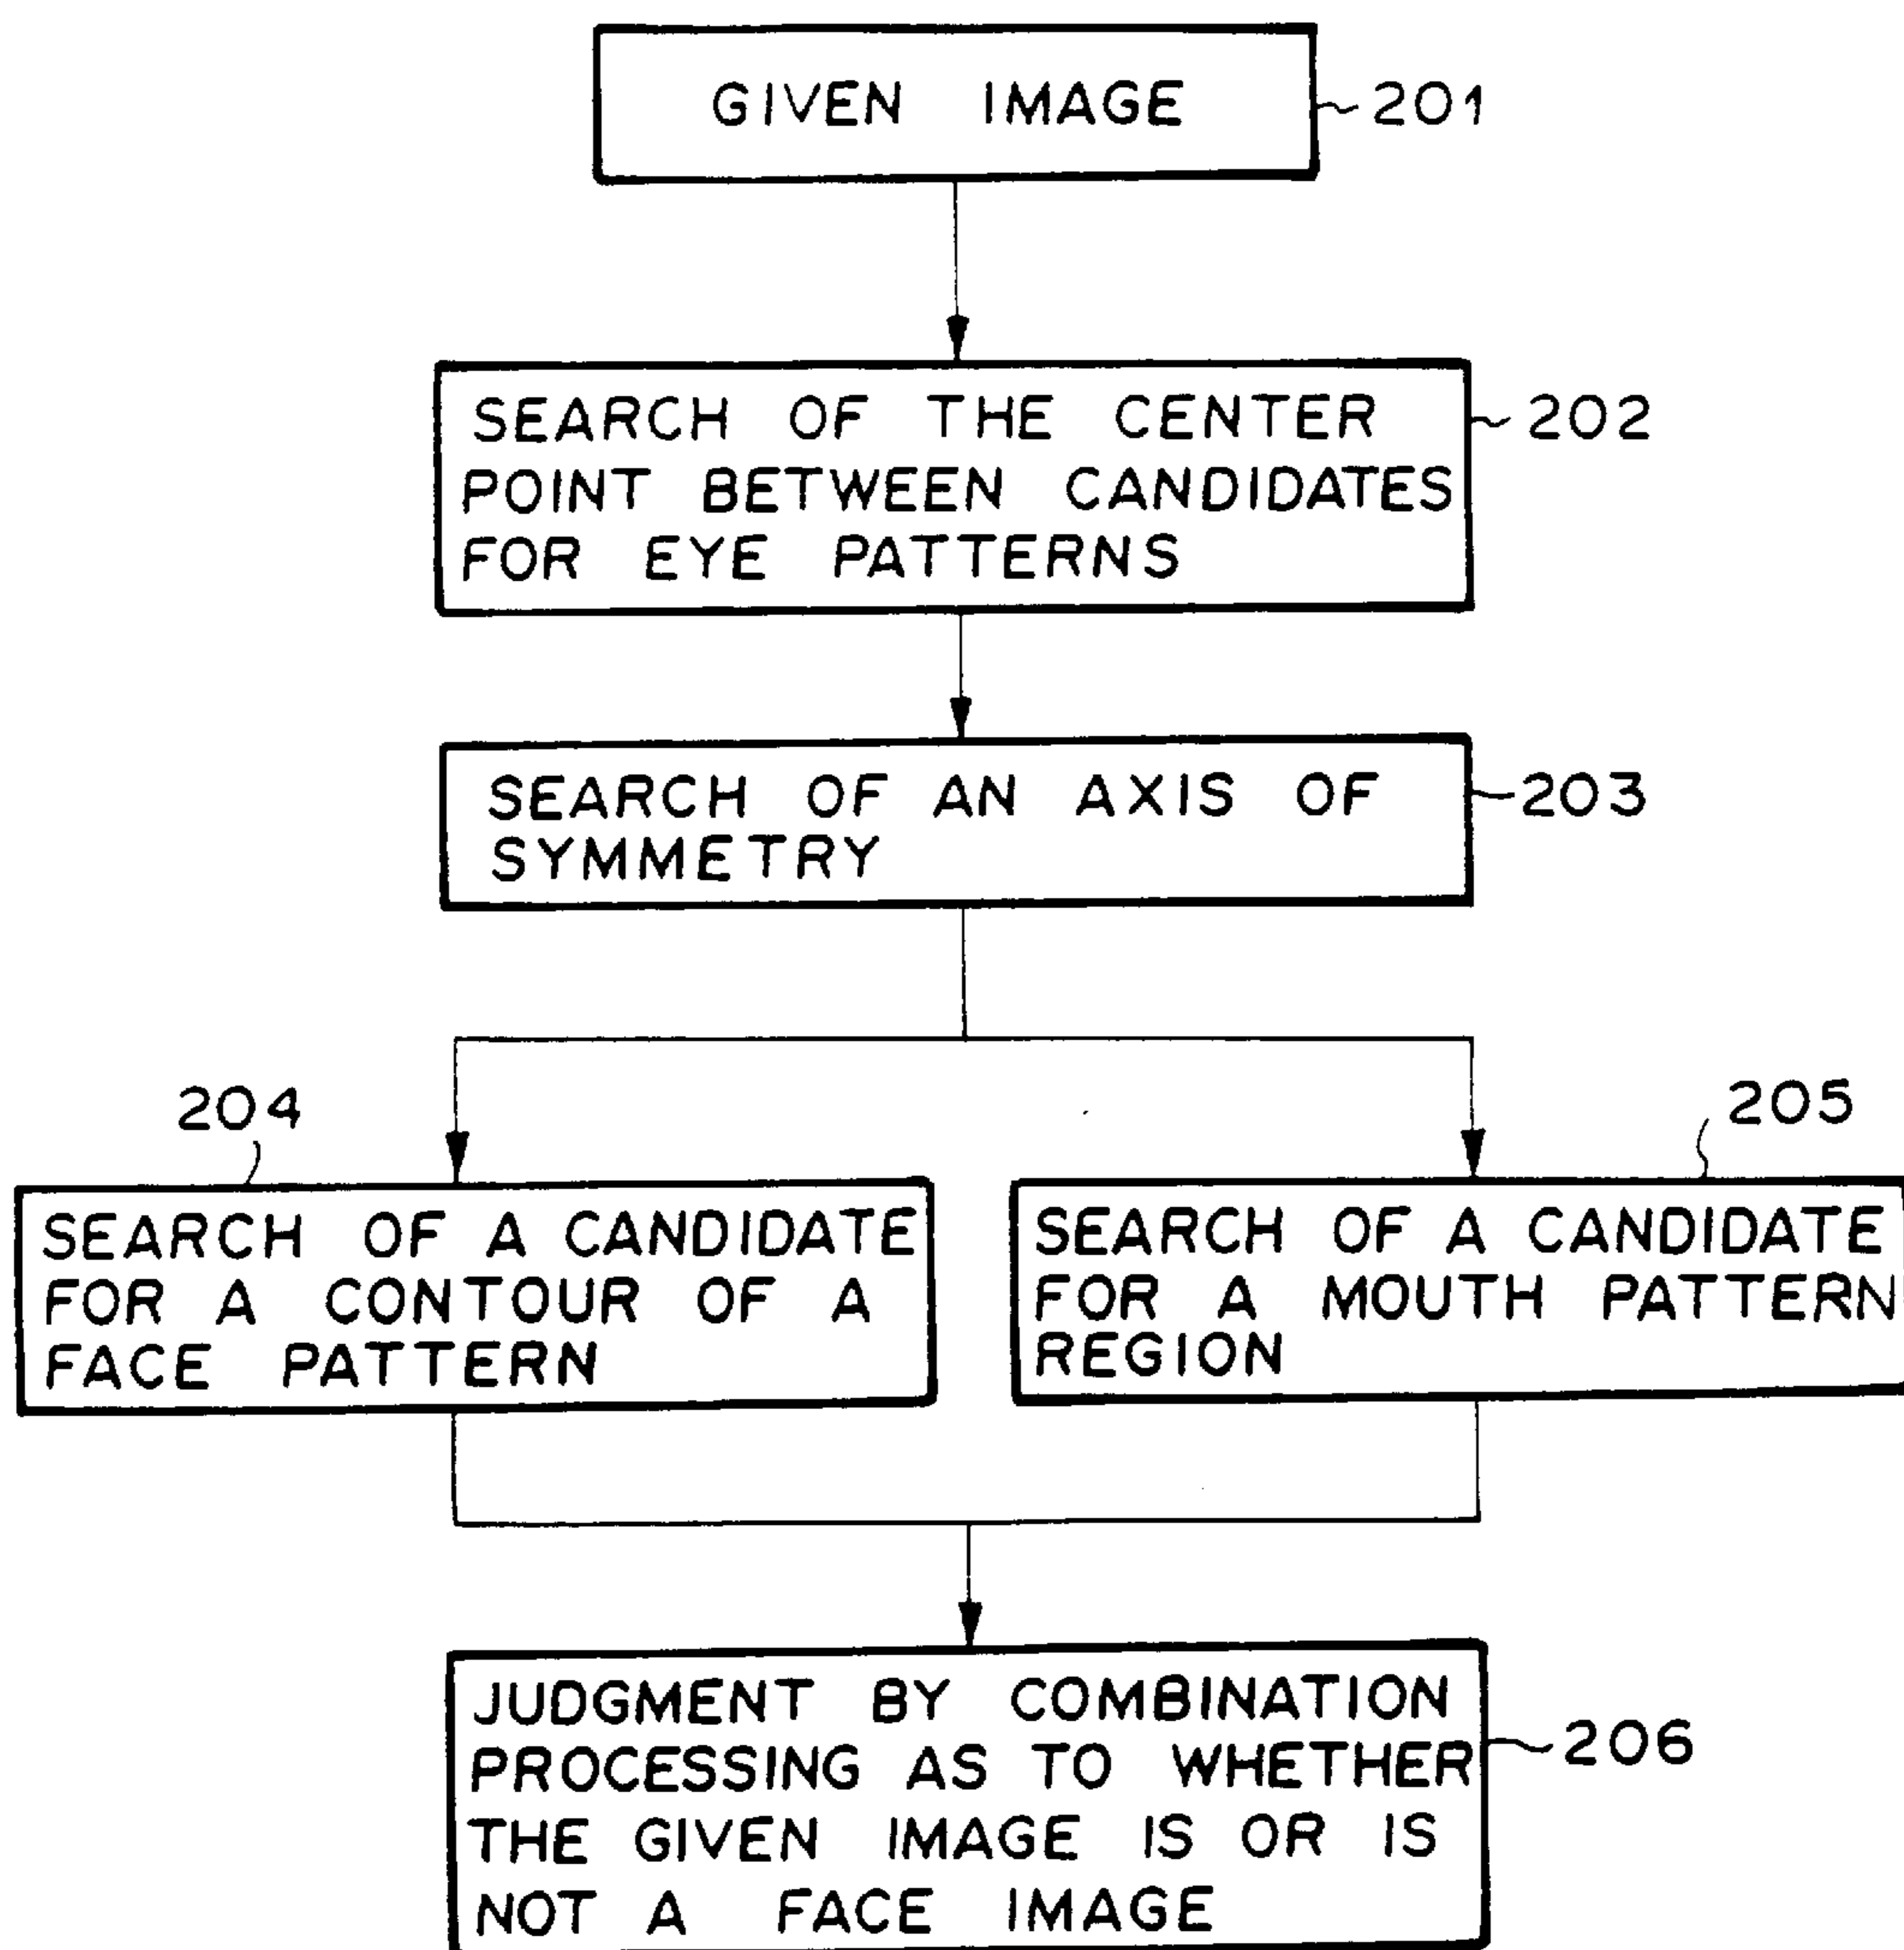 GIVEN IMAGE
201
SEARCH OF THE CENTER
POINT BETWEEN CANDIDATES
FOR EYE PATTERNS
202
SEARCH OF AN AXIS OF
SYMMETRY
203
204
SEARCH OF A CANDIDATE
FOR A CONTOUR OF A
FACE PATTERN
205
SEARCH OF A CANDIDATE
FOR A MOUTH PATTERN
REGION
JUDGMENT BY COMBINATION
PROCESSING AS TO WHETHER
THE GIVEN IMAGE IS OR IS
NOT A FACE IMAGE
206